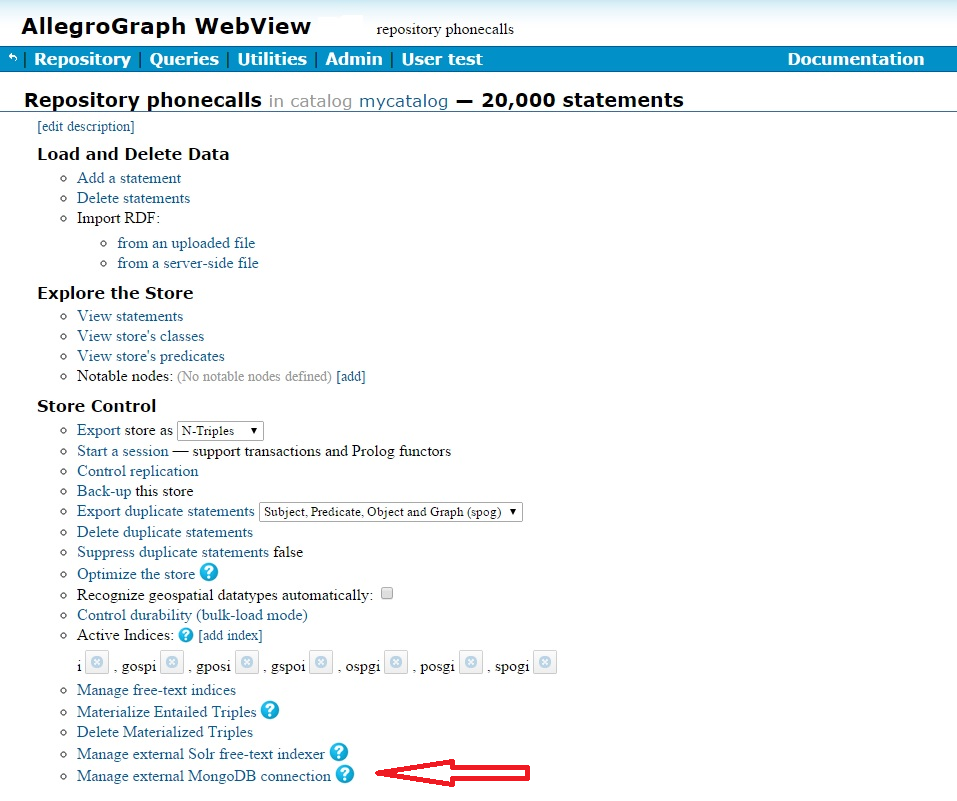 AllegroGraph WebView repository phonecalls
| Repository | Queries | Utilities | Admin | User test Documentation
Repository phonecalls in catalog mycatalog — 20,000 statements
[edit description]
Load and Delete Data
Add a statement
Delete statements
Import RDF:
from an uploaded file
from a server-side file
Explore the Store
View statements
View store's classes
View store's predicates
Notable nodes: (No notable nodes defined) [add]
Store Control
Export store as N-Triples
Start a session — support transactions and Prolog functors
Control replication
Back-up this store
Export duplicate statements Subject, Predicate, Object and Graph (spog)
Delete duplicate statements
Suppress duplicate statements false
Optimize the store ?
Recognize geospatial datatypes automatically:
Control durability (bulk-load mode)
Active Indices: ? [add index]
i , gospi , gposi , gspoi , ospgi , posgi , spogi
Manage free-text indices
Materialize Entailed Triples ?
Delete Materialized Triples
Manage external Solr free-text indexer ?
Manage external MongoDB connection ?